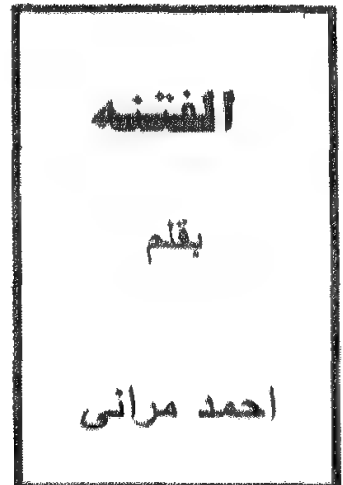 الفتنه
بقلم
احمد مرانى